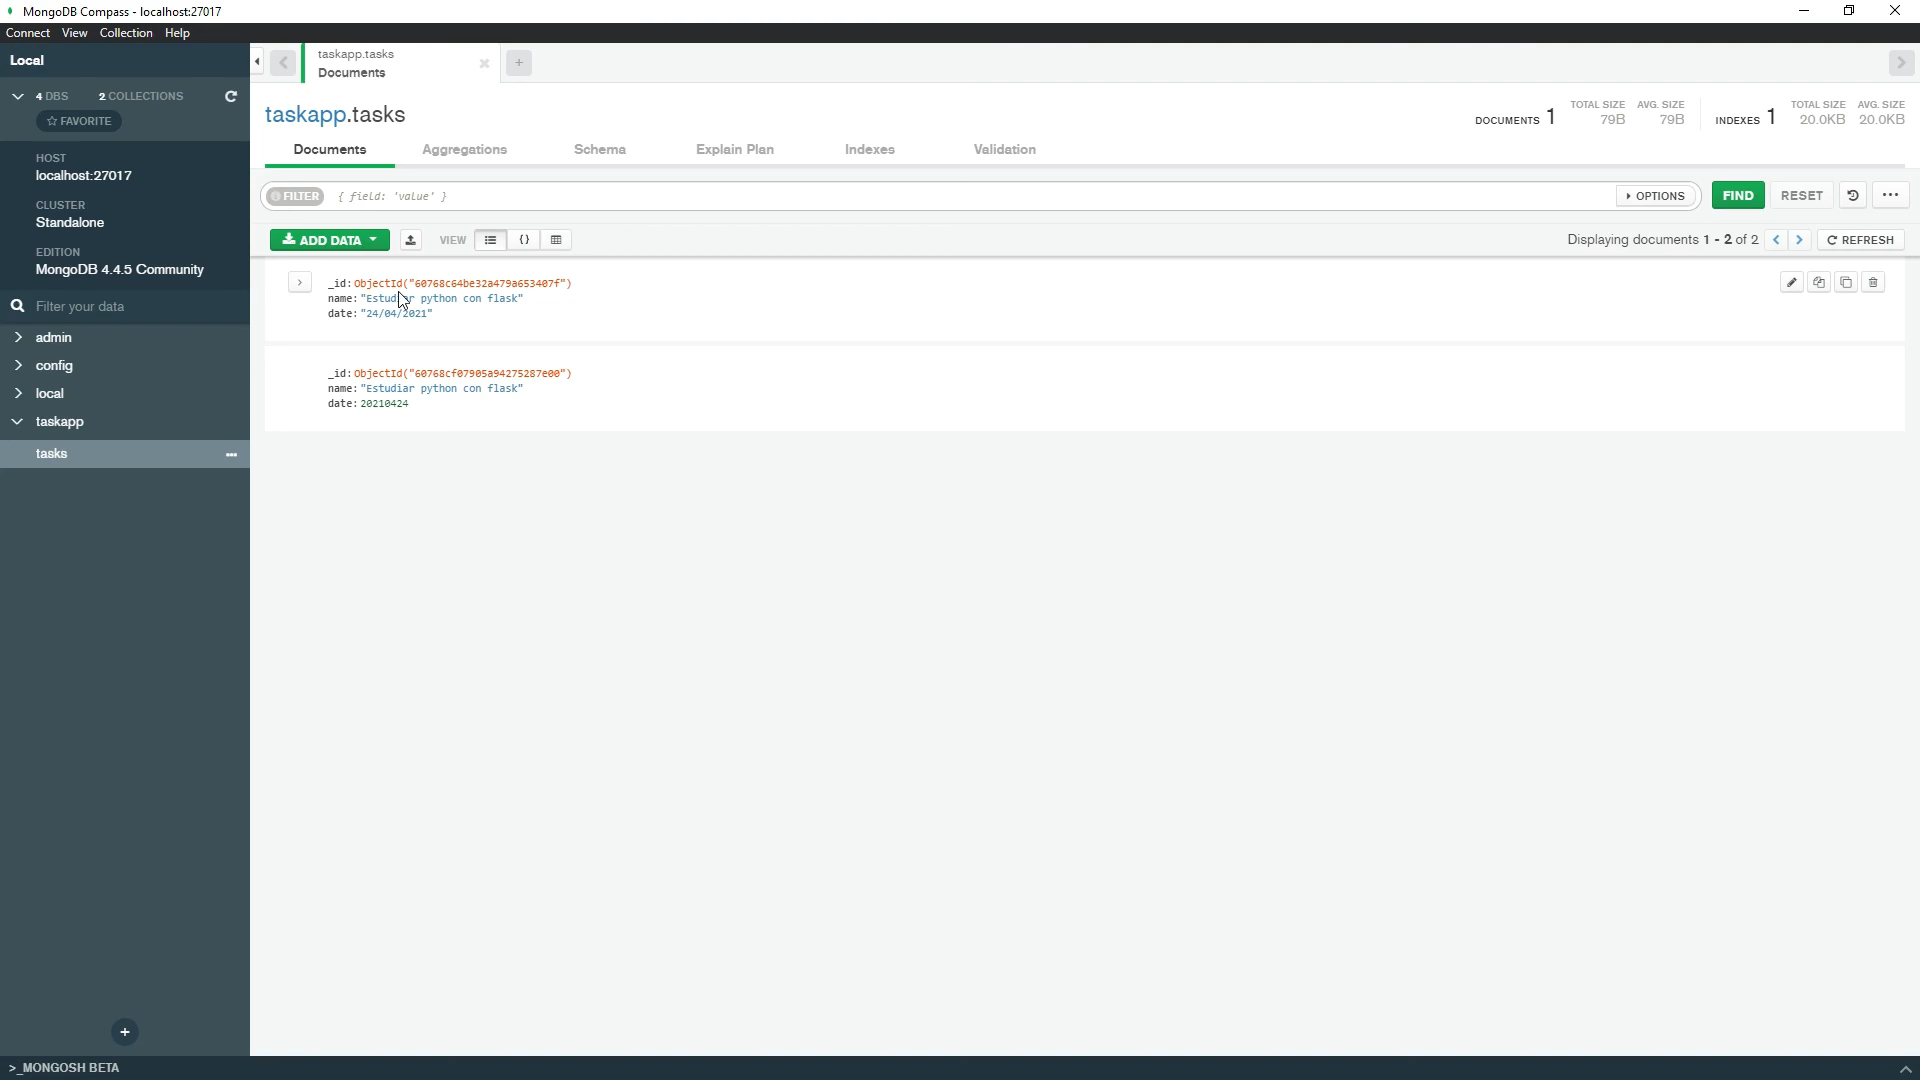 MongoDB Compass - localhost:27017
Connect View Collection Help
Local
4 DBS 2 COLLECTIONS
FAVORITE
HOST
localhost:27017
CLUSTER
Standalone
EDITION
MongoDB 4.4.5 Community
Filter your data
admin
config
local
taskapp
tasks
>_MONGOSH BETA
taskapp.tasks
Documents
taskapp.tasks
DOCUMENTS 1 TOTAL SIZE 79B AVG. SIZE 79B INDEXES 1 TOTAL SIZE 20.0KB AVG. SIZE 20.0KB
Documents Aggregations Schema Explain Plan Indexes Validation
FILTER { field: 'value' } OPTIONS FIND RESET
ADD DATA VIEW { } Displaying documents 1 - 2 of 2 REFRESH
_id: ObjectId("60768c64be32a479a653407f")
name: "Estudiar python con flask"
date: "24/04/2021"
_id: ObjectId("60768cf07905a94275287e00")
name: "Estudiar python con flask"
date: 20210424